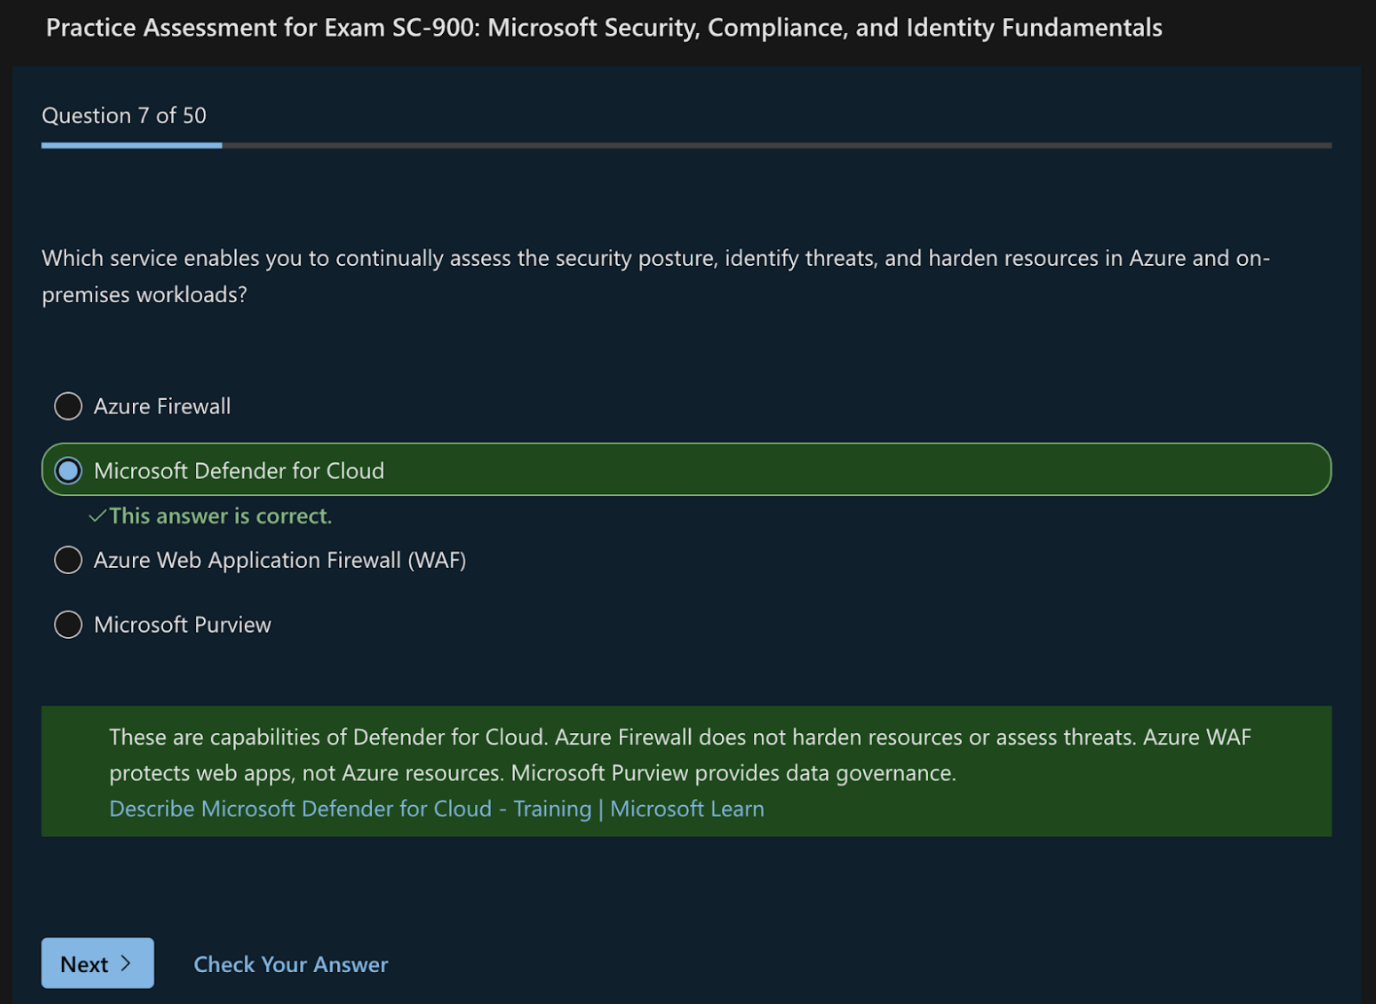 Practice Assessment for Exam SC-900: Microsoft Security, Compliance, and Identity Fundamentals
Question 7 of 50
Which service enables you to continually assess the security posture, identify threats, and harden resources in Azure and on-
premises workloads?
Azure Firewall
Microsoft Defender for Cloud
✓This answer is correct.
Azure Web Application Firewall (WAF)
Microsoft Purview
These are capabilities of Defender for Cloud. Azure Firewall does not harden resources or assess threats. Azure WAF
protects web apps, not Azure resources. Microsoft Purview provides data governance.
Describe Microsoft Defender for Cloud - Training | Microsoft Learn
Next >
Check Your Answer